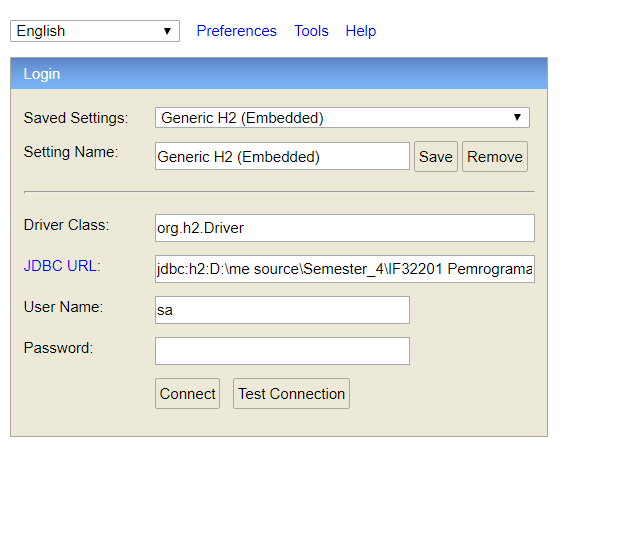 English ▼ Preferences Tools Help
Login
Saved Settings: Generic H2 (Embedded) ▼
Setting Name: Generic H2 (Embedded) Save Remove
Driver Class: org.h2.Driver
JDBC URL: jdbc:h2:D:\me source\Semester_4\IF32201 Pemrograma
User Name: sa
Password:
Connect Test Connection